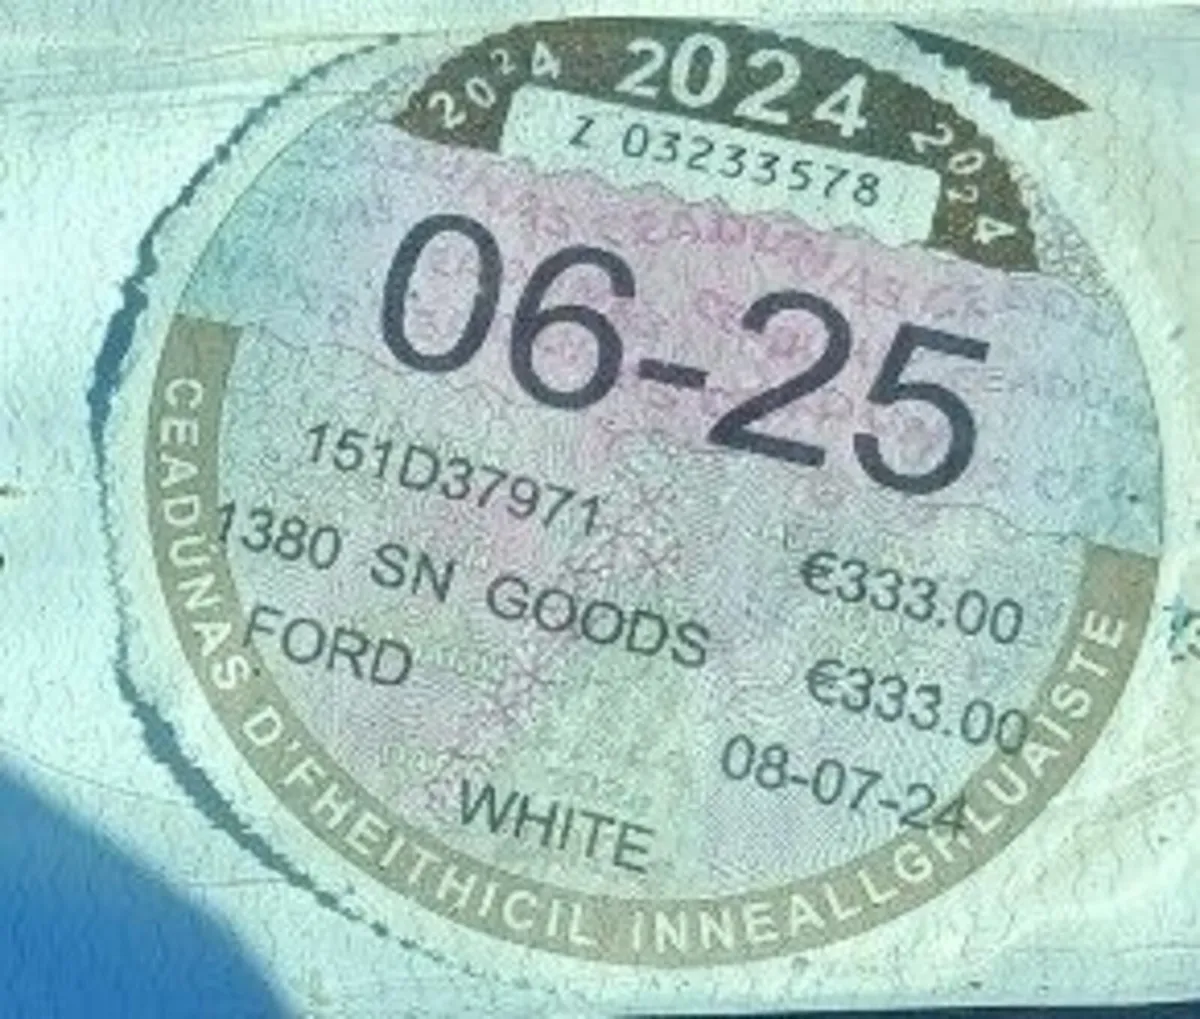 2024 2024 2024
Z 03233578
06-25
151D37971
1380 SN GOODS €333.00
FORD €333.00
08-07-24
WHITE
CEADÚNAS D'FHEITHICIL INNEALLGHLUAISTE